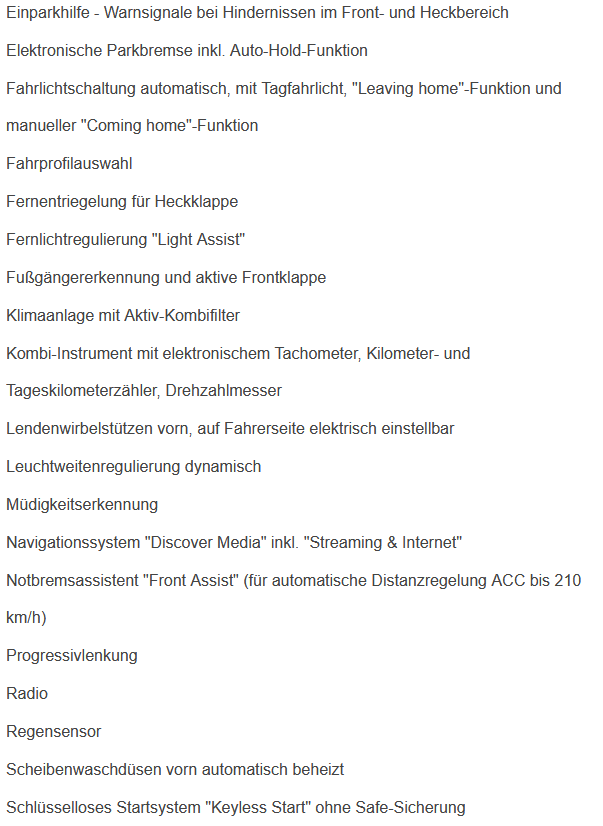 Einparkhilfe - Warnsignale bei Hindernissen im Front- und Heckbereich
Elektronische Parkbremse inkl. Auto-Hold-Funktion
Fahrlichtschaltung automatisch, mit Tagfahrlicht, "Leaving home"-Funktion und
manueller "Coming home"-Funktion
Fahrprofilauswahl
Fernentriegelung für Heckklappe
Fernlichtregulierung "Light Assist"
Fußgängererkennung und aktive Frontklappe
Klimaanlage mit Aktiv-Kombifilter
Kombi-Instrument mit elektronischem Tachometer, Kilometer- und
Tageskilometerzähler, Drehzahlmesser
Lendenwirbelstützen vorn, auf Fahrerseite elektrisch einstellbar
Leuchtweitenregulierung dynamisch
Müdigkeitserkennung
Navigationssystem "Discover Media" inkl. "Streaming & Internet"
Notbremsassistent "Front Assist" (für automatische Distanzregelung ACC bis 210
km/h)
Progressivlenkung
Radio
Regensensor
Scheibenwaschdüsen vorn automatisch beheizt
Schlüsselloses Startsystem "Keyless Start" ohne Safe-Sicherung